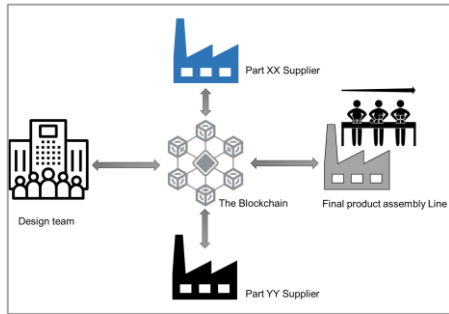 Part XX Supplier
The Blockchain
Final product assembly Line
Design team
Part YY Supplier